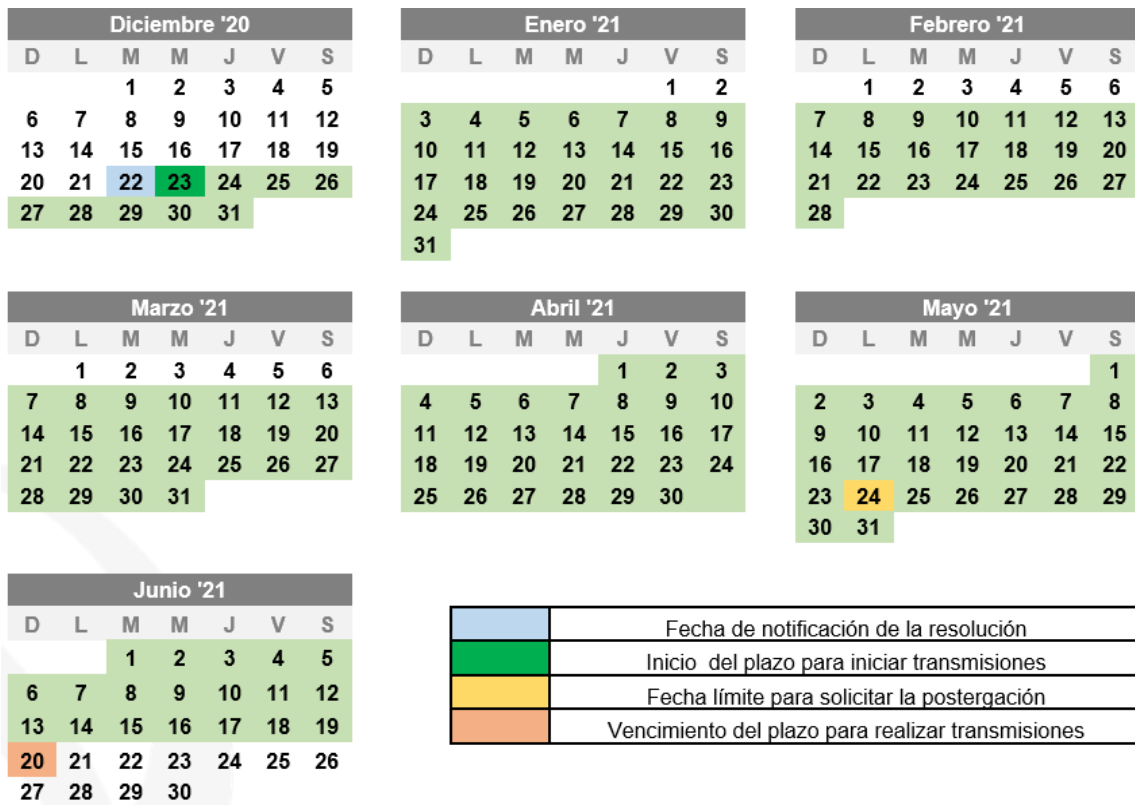 Diciembre '20
D L M M J V S
1 2 3 4 5
6 7 8 9 10 11 12
13 14 15 16 17 18 19
20 21 22 23 24 25 26
27 28 29 30 31
Enero '21
D L M M J V S
1 2
3 4 5 6 7 8 9
10 11 12 13 14 15 16
17 18 19 20 21 22 23
24 25 26 27 28 29 30
31
Febrero '21
D L M M J V S
1 2 3 4 5 6
7 8 9 10 11 12 13
14 15 16 17 18 19 20
21 22 23 24 25 26 27
28
Marzo '21
D L M M J V S
1 2 3 4 5 6
7 8 9 10 11 12 13
14 15 16 17 18 19 20
21 22 23 24 25 26 27
28 29 30 31
Abril '21
D L M M J V S
1 2 3
4 5 6 7 8 9 10
11 12 13 14 15 16 17
18 19 20 21 22 23 24
25 26 27 28 29 30
Mayo '21
D L M M J V S
1
2 3 4 5 6 7 8
9 10 11 12 13 14 15
16 17 18 19 20 21 22
23 24 25 26 27 28 29
30 31
Junio '21
D L M M J V S
1 2 3 4 5
6 7 8 9 10 11 12
13 14 15 16 17 18 19
20 21 22 23 24 25 26
27 28 29 30
Fecha de notificación de la resolución
Inicio del plazo para iniciar transmisiones
Fecha límite para solicitar la postergación
Vencimiento del plazo para realizar transmisiones